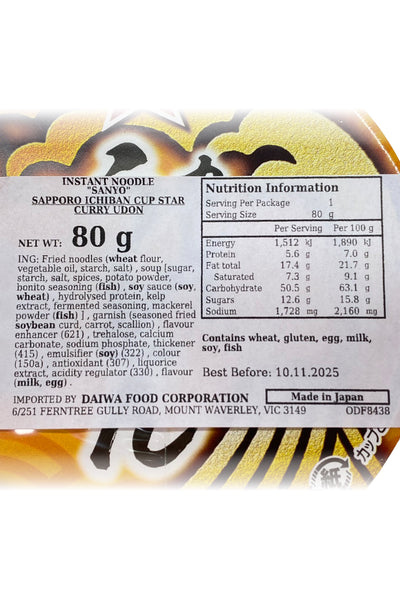 INSTANT NOODLE
"SANYO"
SAPPORO ICHIBAN CUP STAR
CURRY UDON
NET WT: 80 g
ING: Fried noodles (wheat flour,
vegetable oil, starch, salt) , soup [sugar,
starch, salt, spices, potato powder,
bonito seasoning (fish) , soy sauce (soy,
wheat) , hydrolysed protein, kelp
extract, fermented seasoning, mackerel
powder (fish) ] , garnish (seasoned fried
soybean curd, carrot, scallion) , flavour
enhancer (621) , trehalose, calcium
carbonate, sodium phosphate, thickener
(415) , emulsifier (soy) (322) , colour
(150a) , antioxidant (307) , liquorice
extract, acidity regulator (330) , flavour
(milk, egg) .
Nutrition Information
Serving Per Package 1
Serving Size 80 g
Per Serving Per 100 g
Energy 1,512 kJ 1,890 kJ
Protein 5.6 g 7.0 g
Fat total 17.4 g 21.7 g
Saturated 7.3 g 9.1 g
Carbohydrate 50.5 g 63.1 g
Sugars 12.6 g 15.8 g
Sodium 1,728 mg 2,160 mg
Contains wheat, gluten, egg, milk,
soy, fish
Best Before: 10.11.2025
IMPORTED BY DAIWA FOOD CORPORATION
Made in Japan
6/251 FERNTREE GULLY ROAD, MOUNT WAVERLEY, VIC 3149
ODF8438
紙
カップ